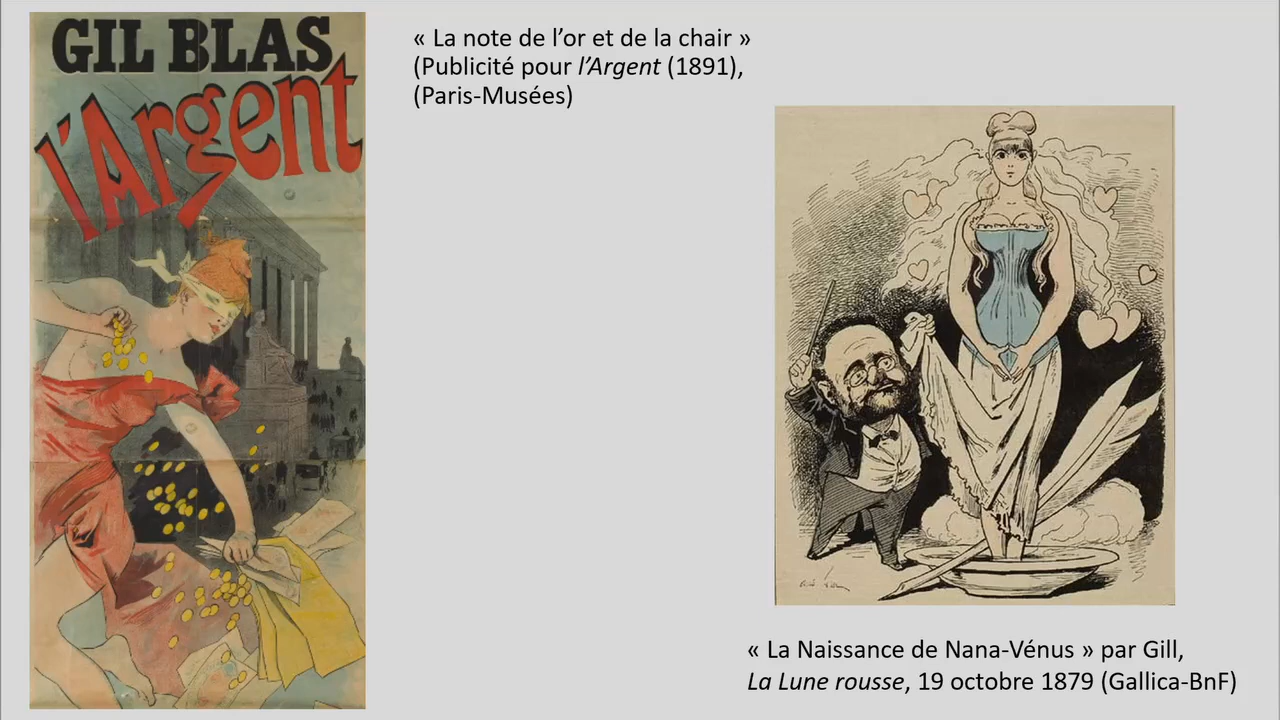 GIL BLAS
l'Argent
« La note de l’or et de la chair »
(Publicité pour l’Argent (1891),
(Paris-Musées)
« La Naissance de Nana-Vénus » par Gill,
La Lune rousse, 19 octobre 1879 (Gallica-BnF)